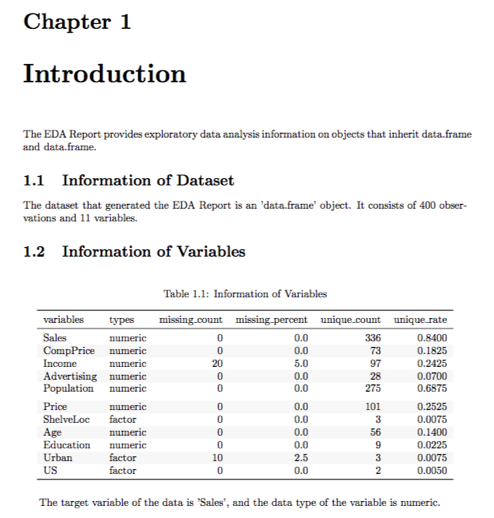 Chapter 1
Introduction
The EDA Report provides exploratory data analysis information on objects that inherit data.frame
and data.frame.
1.1 Information of Dataset
The dataset that generated the EDA Report is an 'data.frame' object. It consists of 400 obser-
vations and 11 variables.
1.2 Information of Variables
Table 1.1: Information of Variables
variables types missing_count missing_percent unique_count unique_rate
Sales numeric 0 0.0 336 0.8400
CompPrice numeric 0 0.0 73 0.1825
Income numeric 20 5.0 97 0.2425
Advertising numeric 0 0.0 28 0.0700
Population numeric 0 0.0 275 0.6875
Price numeric 0 0.0 101 0.2525
ShelveLoc factor 0 0.0 3 0.0075
Age numeric 0 0.0 56 0.1400
Education numeric 0 0.0 9 0.0225
Urban factor 10 2.5 3 0.0075
US factor 0 0.0 2 0.0050
The target variable of the data is 'Sales', and the data type of the variable is numeric.